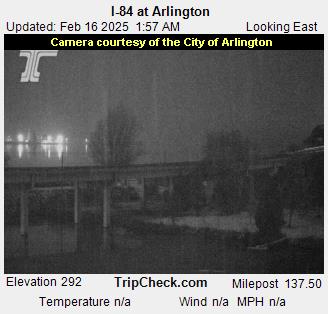 I-84 at Arlington
Updated: Feb 16 2025 1:57 AM Looking East
Camera courtesy of the City of Arlington
Elevation 292 TripCheck.com Milepost 137.50
Temperature n/a Wind n/a MPH n/a